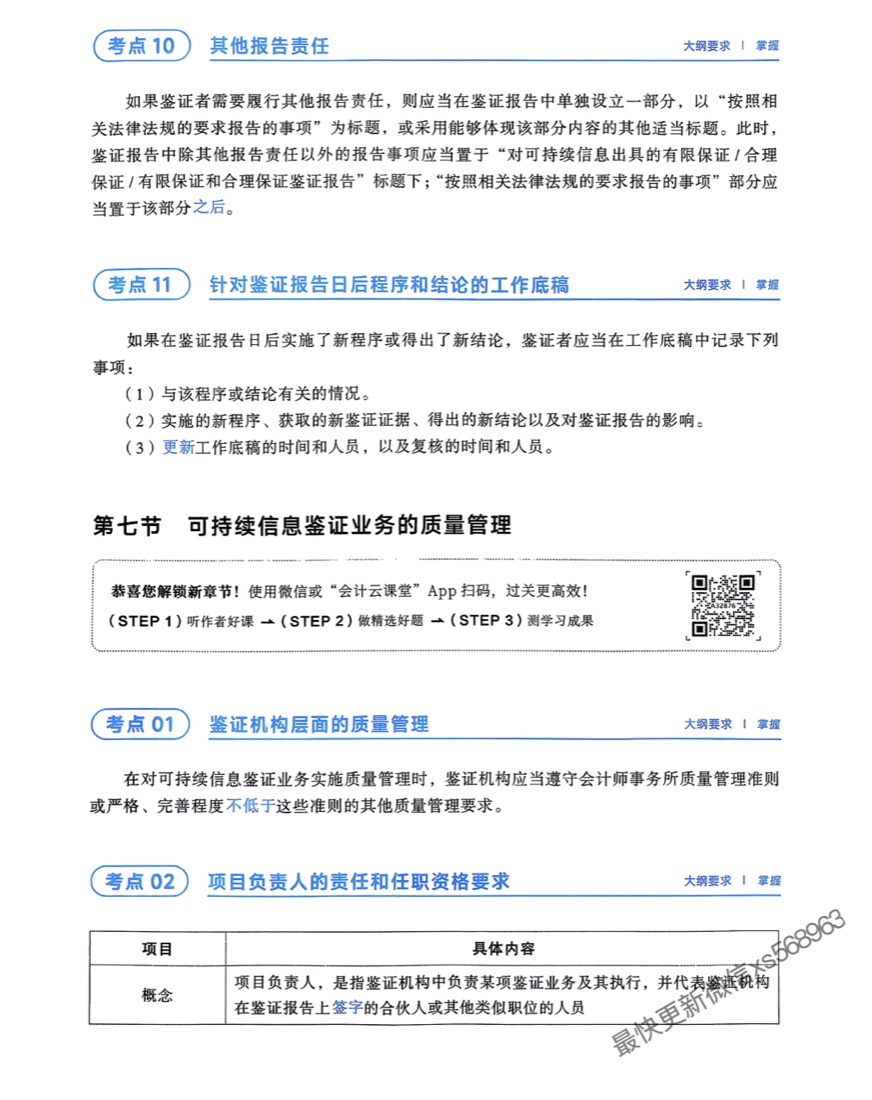 考点 10 其他报告责任 大纲要求 | 掌握
如果鉴证者需要履行其他报告责任，则应当在鉴证报告中单独设立一部分，以“按照相
关法律法规的要求报告的事项”为标题，或采用能够体现该部分内容的其他适当标题。此时，
鉴证报告中除其他报告责任以外的报告事项应当置于“对可持续信息出具的有限保证 / 合理
保证 / 有限保证和合理保证鉴证报告”标题下；“按照相关法律法规的要求报告的事项”部分应
当置于该部分之后。
考点 11 针对鉴证报告日后程序和结论的工作底稿 大纲要求 | 掌握
如果在鉴证报告日后实施了新程序或得出了新结论，鉴证者应当在工作底稿中记录下列
事项：
（1）与该程序或结论有关的情况。
（2）实施的新程序、获取的新鉴证证据、得出的新结论以及对鉴证报告的影响。
（3）更新工作底稿的时间和人员，以及复核的时间和人员。
第七节 可持续信息鉴证业务的质量管理
恭喜您解锁新章节！使用微信或“会计云课堂”App 扫码，过关更高效！
（STEP 1）听作者好课 →（STEP 2）做精选好题 →（STEP 3）测学习成果
考点 01 鉴证机构层面的质量管理 大纲要求 | 掌握
在对可持续信息鉴证业务实施质量管理时，鉴证机构应当遵守会计师事务所质量管理准则
或严格、完善程度不低于这些准则的其他质量管理要求。
考点 02 项目负责人的责任和任职资格要求 大纲要求 | 掌握
项目 具体内容
概念
项目负责人，是指鉴证机构中负责某项鉴证业务及其执行，并代表鉴证机构
在鉴证报告上签字的合伙人或其他类似职位的人员
最快更新微信xs568963